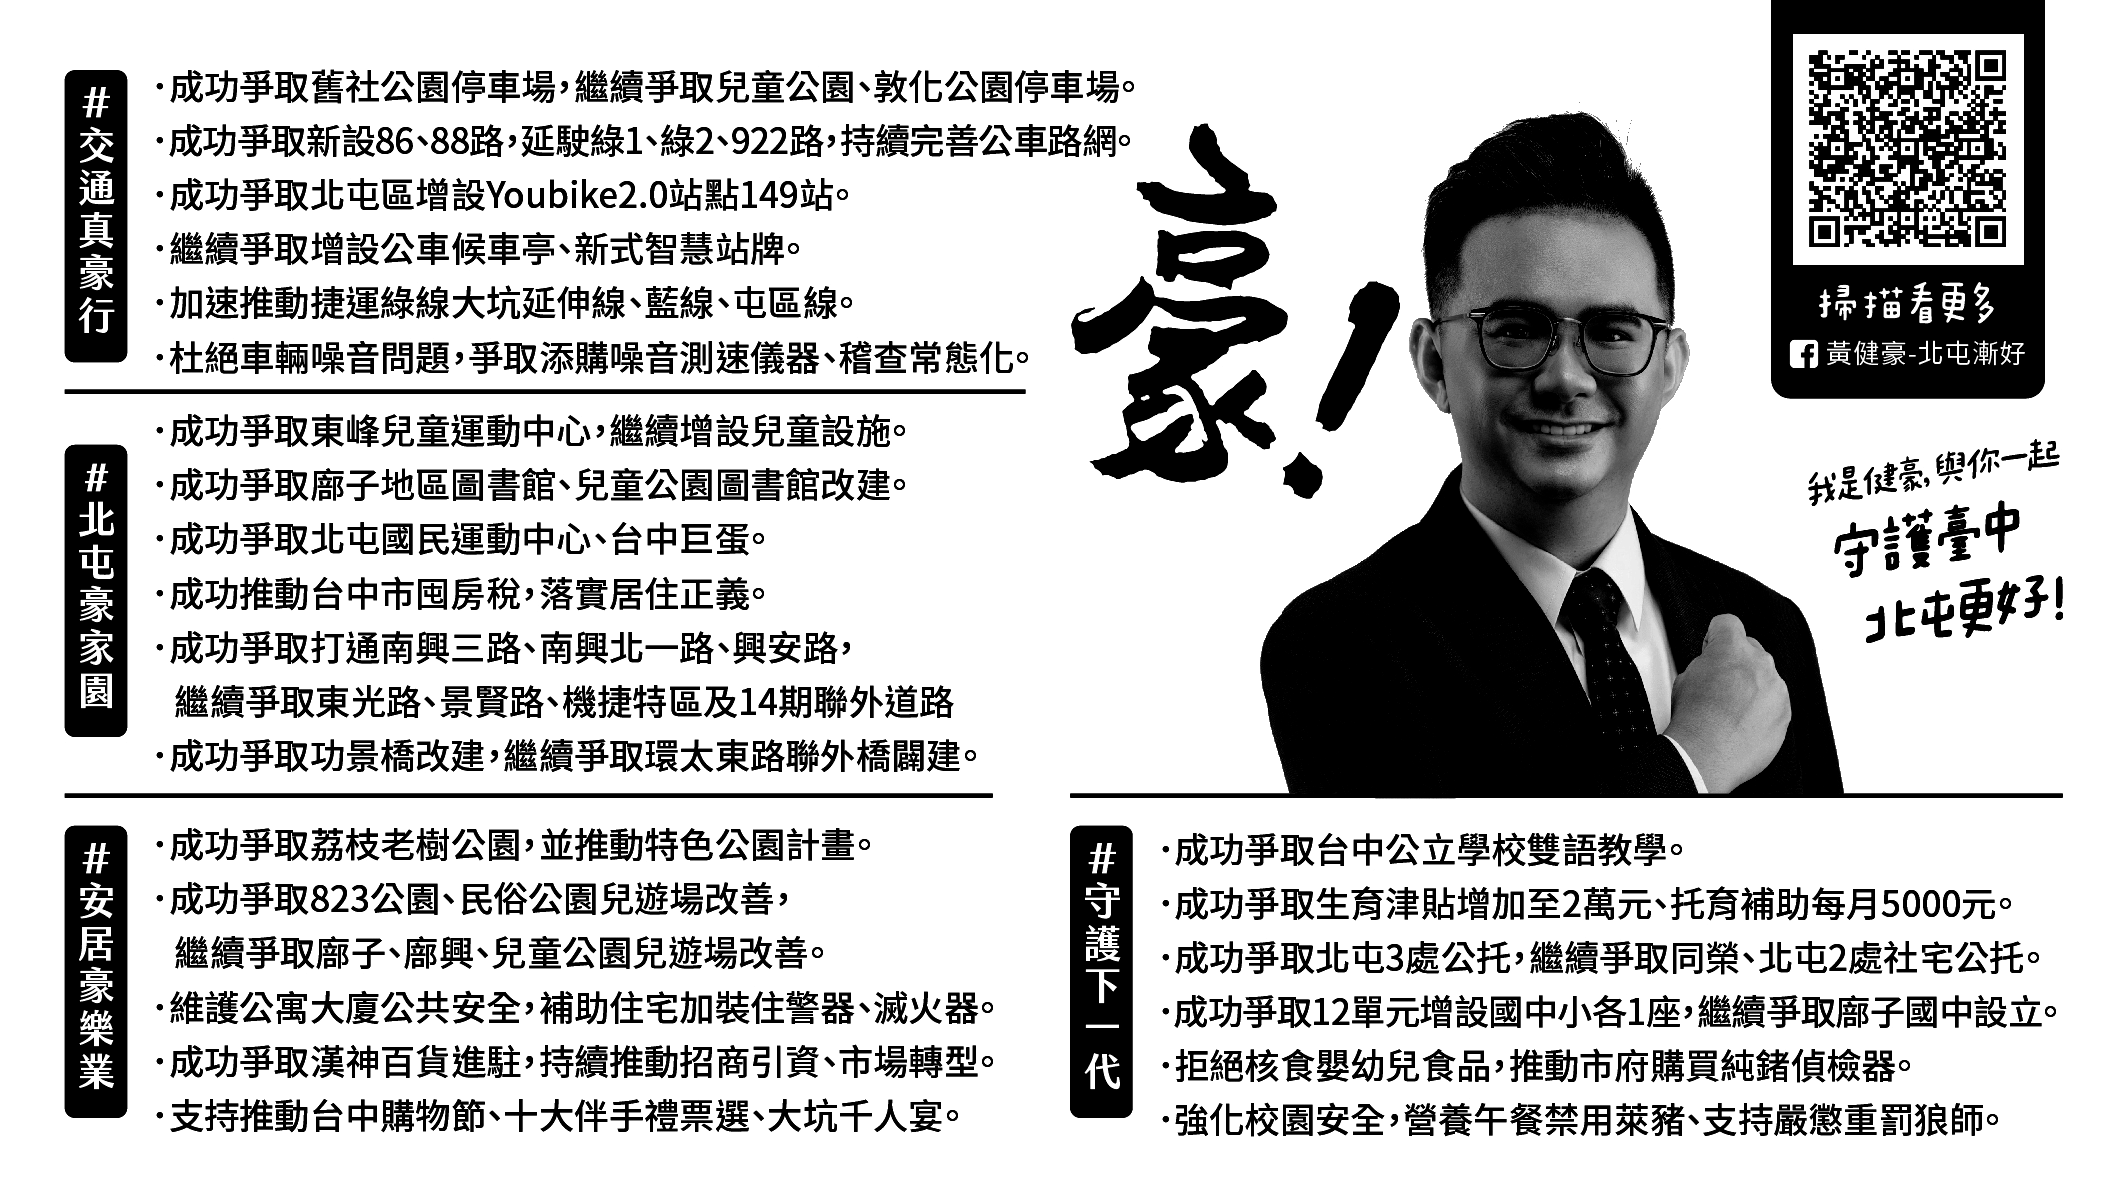 #交通真豪行
·成功爭取舊社公園停車場，繼續爭取兒童公園、敦化公園停車場。
·成功爭取新設86、88路，延駛綠1、綠2、922路，持續完善公車路網。
·成功爭取北屯區增設Youbike2.0站點149站。
·繼續爭取增設公車候車亭、新式智慧站牌。
·加速推動捷運綠線大坑延伸線、藍線、屯區線。
·杜絕車輛噪音問題，爭取添購噪音測速儀器、稽查常態化。
#北屯豪家園
·成功爭取東峰兒童運動中心，繼續增設兒童設施。
·成功爭取廍子地區圖書館、兒童公園圖書館改建。
·成功爭取北屯國民運動中心、台中巨蛋。
·成功推動台中市囤房稅，落實居住正義。
·成功爭取打通南興三路、南興北一路、興安路，
繼續爭取東光路、景賢路、機捷特區及14期聯外道路
·成功爭取功景橋改建，繼續爭取環太東路聯外橋闢建。
#安居豪樂業
·成功爭取荔枝老樹公園，並推動特色公園計畫。
·成功爭取823公園、民俗公園兒遊場改善，
繼續爭取廍子、廍興、兒童公園兒遊場改善。
·維護公寓大廈公共安全，補助住宅加裝住警器、滅火器。
·成功爭取漢神百貨進駐，持續推動招商引資、市場轉型。
·支持推動台中購物節、十大伴手禮票選、大坑千人宴。
豪！
掃描看更多
黃健豪-北屯漸好
我是健豪，與你一起
守護臺中
北屯更好！
#守護下一代
·成功爭取台中公立學校雙語教學。
·成功爭取生育津貼增加至2萬元、托育補助每月5000元。
·成功爭取北屯3處公托，繼續爭取同榮、北屯2處社宅公托。
·成功爭取12單元增設國中小各1座，繼續爭取廍子國中設立。
·拒絕核食嬰幼兒食品，推動市府購買純鍺偵檢器。
·強化校園安全，營養午餐禁用萊豬、支持嚴懲重罰狼師。